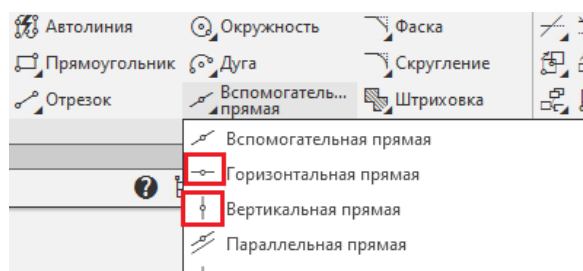 Автолиния Окружность Фаска
Прямоугольник Дуга Скругление
Отрезок Вспомогатель... прямая Штриховка
Вспомогательная прямая
Горизонтальная прямая
Вертикальная прямая
Параллельная прямая